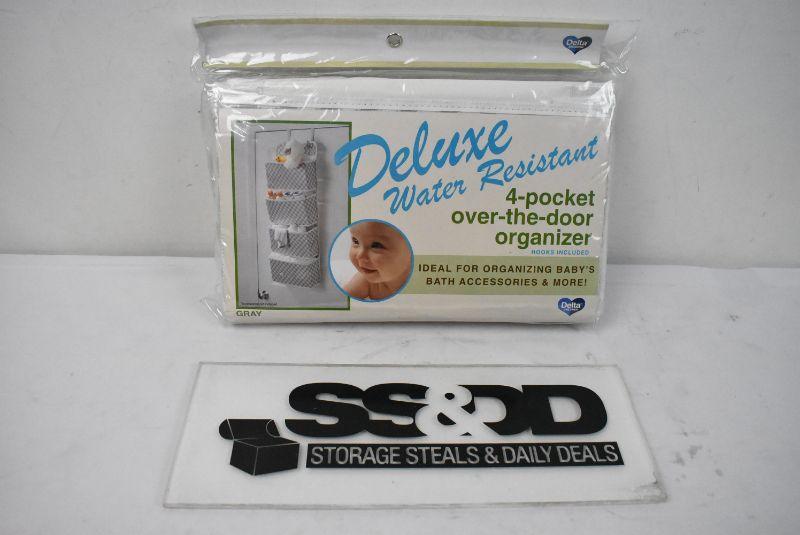 Delta
Deluxe
Water Resistant
4-pocket
over-the-door
organizer
HOOKS INCLUDED
IDEAL FOR ORGANIZING BABY'S
BATH ACCESSORIES & MORE!
GRAY
Delta
SS&DD
STORAGE STEALS & DAILY DEALS